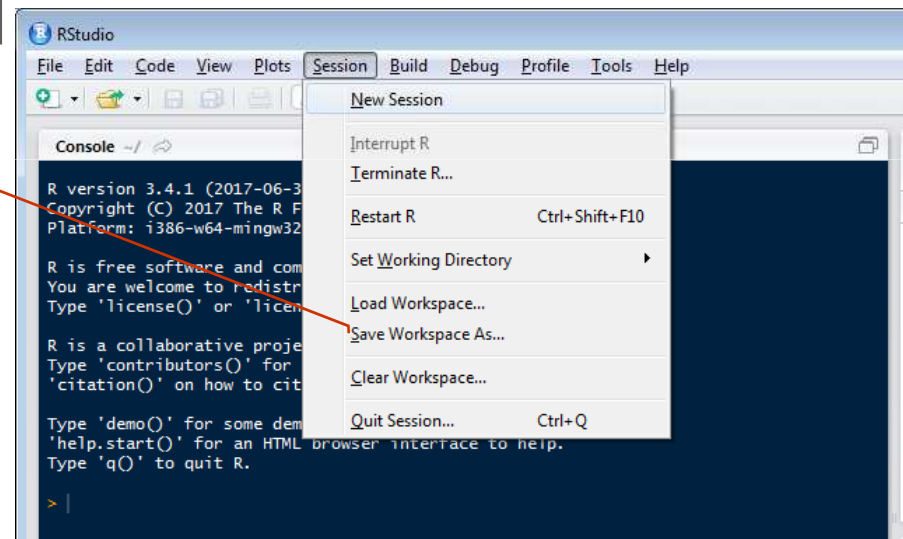 RStudio
File Edit Code View Plots Session Build Debug Profile Tools Help
New Session
Interrupt R
Terminate R...
Restart R Ctrl+Shift+F10
Set Working Directory
Load Workspace...
Save Workspace As...
Clear Workspace...
Quit Session... Ctrl+Q
Console ~/
R version 3.4.1 (2017-06-3
Copyright (C) 2017 The R F
Platform: i386-w64-mingw32
R is free software and com
You are welcome to redistr
Type 'license()' or 'licen
R is a collaborative proje
Type 'contributors()' for
'citation()' on how to cit
Type 'demo()' for some dem
'help.start()' for an HTML browser interface to help.
Type 'q()' to quit R.
>